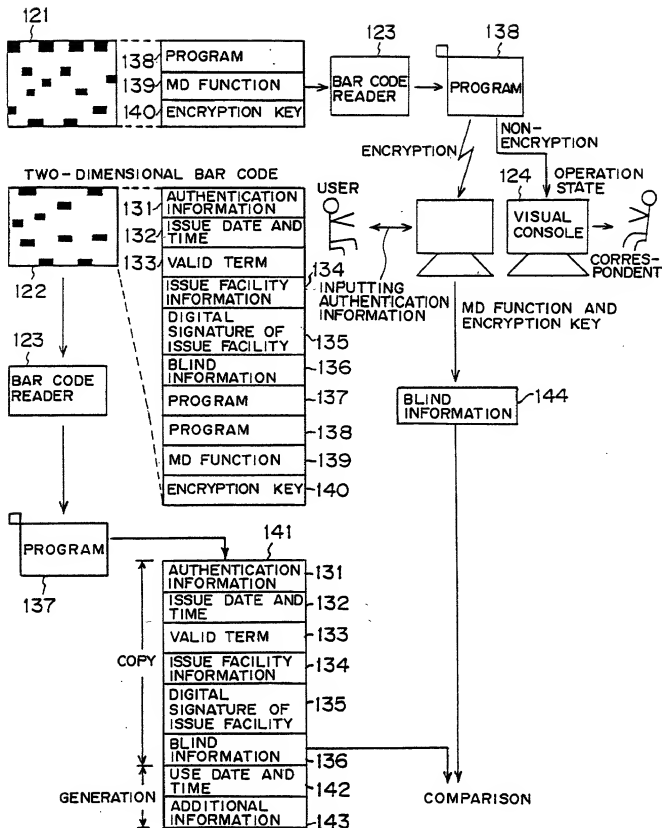 121
138 PROGRAM
139 MD FUNCTION
140 ENCRYPTION KEY
123
BAR CODE
READER
138
PROGRAM
ENCRYPTION
NON-
ENCRYPTION
OPERATION
STATE
124
VISUAL
CONSOLE
USER
CORRES-
PONDENT
INPUTTING
AUTHENTICATION
INFORMATION
MD FUNCTION AND
ENCRYPTION KEY
BLIND
INFORMATION
144
TWO-DIMENSIONAL BAR CODE
122
131 AUTHENTICATION
INFORMATION
132 ISSUE DATE AND
TIME
133 VALID TERM
ISSUE FACILITY
INFORMATION
134
DIGITAL
SIGNATURE OF
ISSUE FACILITY
135
BLIND
INFORMATION
136
PROGRAM
137
PROGRAM
138
MD FUNCTION
139
ENCRYPTION KEY
140
123
BAR CODE
READER
PROGRAM
137
141
AUTHENTICATION
INFORMATION
131
ISSUE DATE AND
TIME
132
VALID TERM
133
ISSUE FACILITY
INFORMATION
134
DIGITAL
SIGNATURE OF
ISSUE FACILITY
135
BLIND
INFORMATION
136
USE DATE AND
TIME
142
ADDITIONAL
INFORMATION
143
COPY
GENERATION
COMPARISON